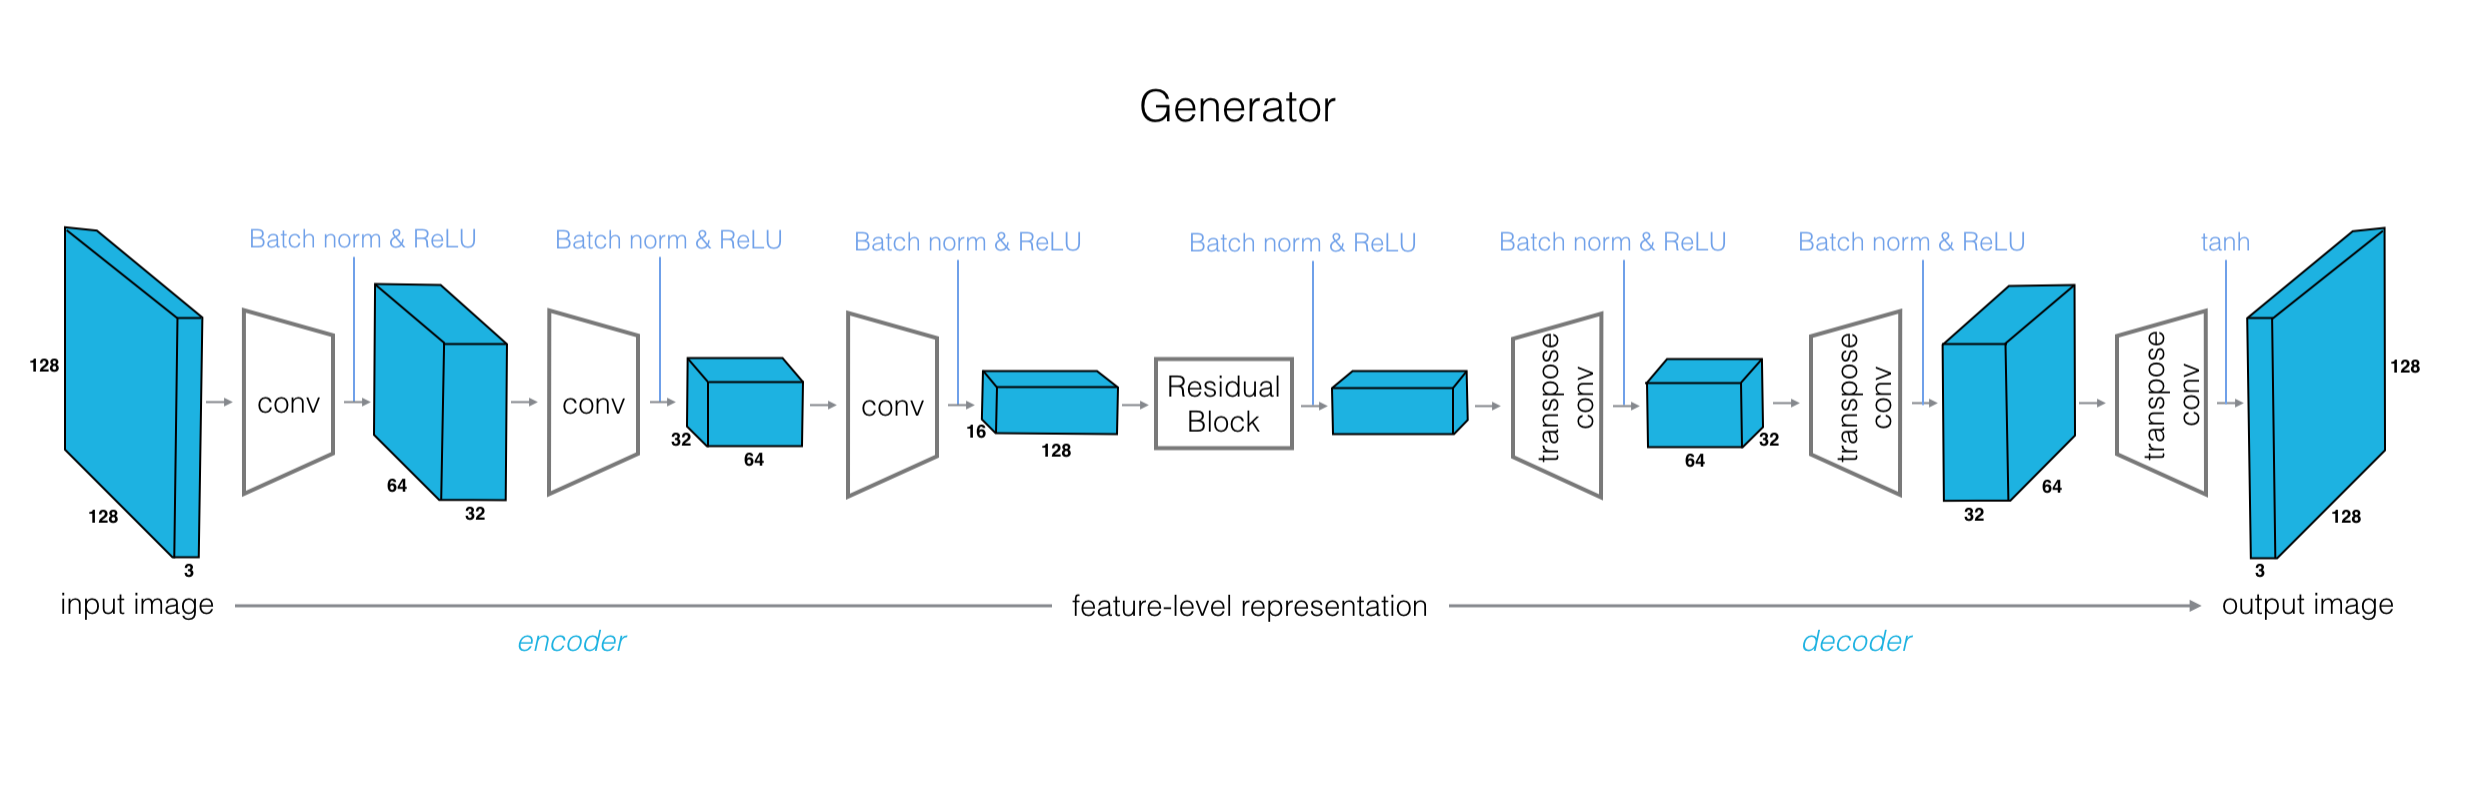 Generator
Batch norm & ReLU
Batch norm & ReLU
Batch norm & ReLU
Batch norm & ReLU
Batch norm & ReLU
Batch norm & ReLU
tanh
128
128
3
conv
64
32
conv
32
64
conv
16
128
Residual
Block
transpose
conv
64
32
transpose
conv
32
64
transpose
conv
128
128
3
input image
feature-level representation
output image
encoder
decoder